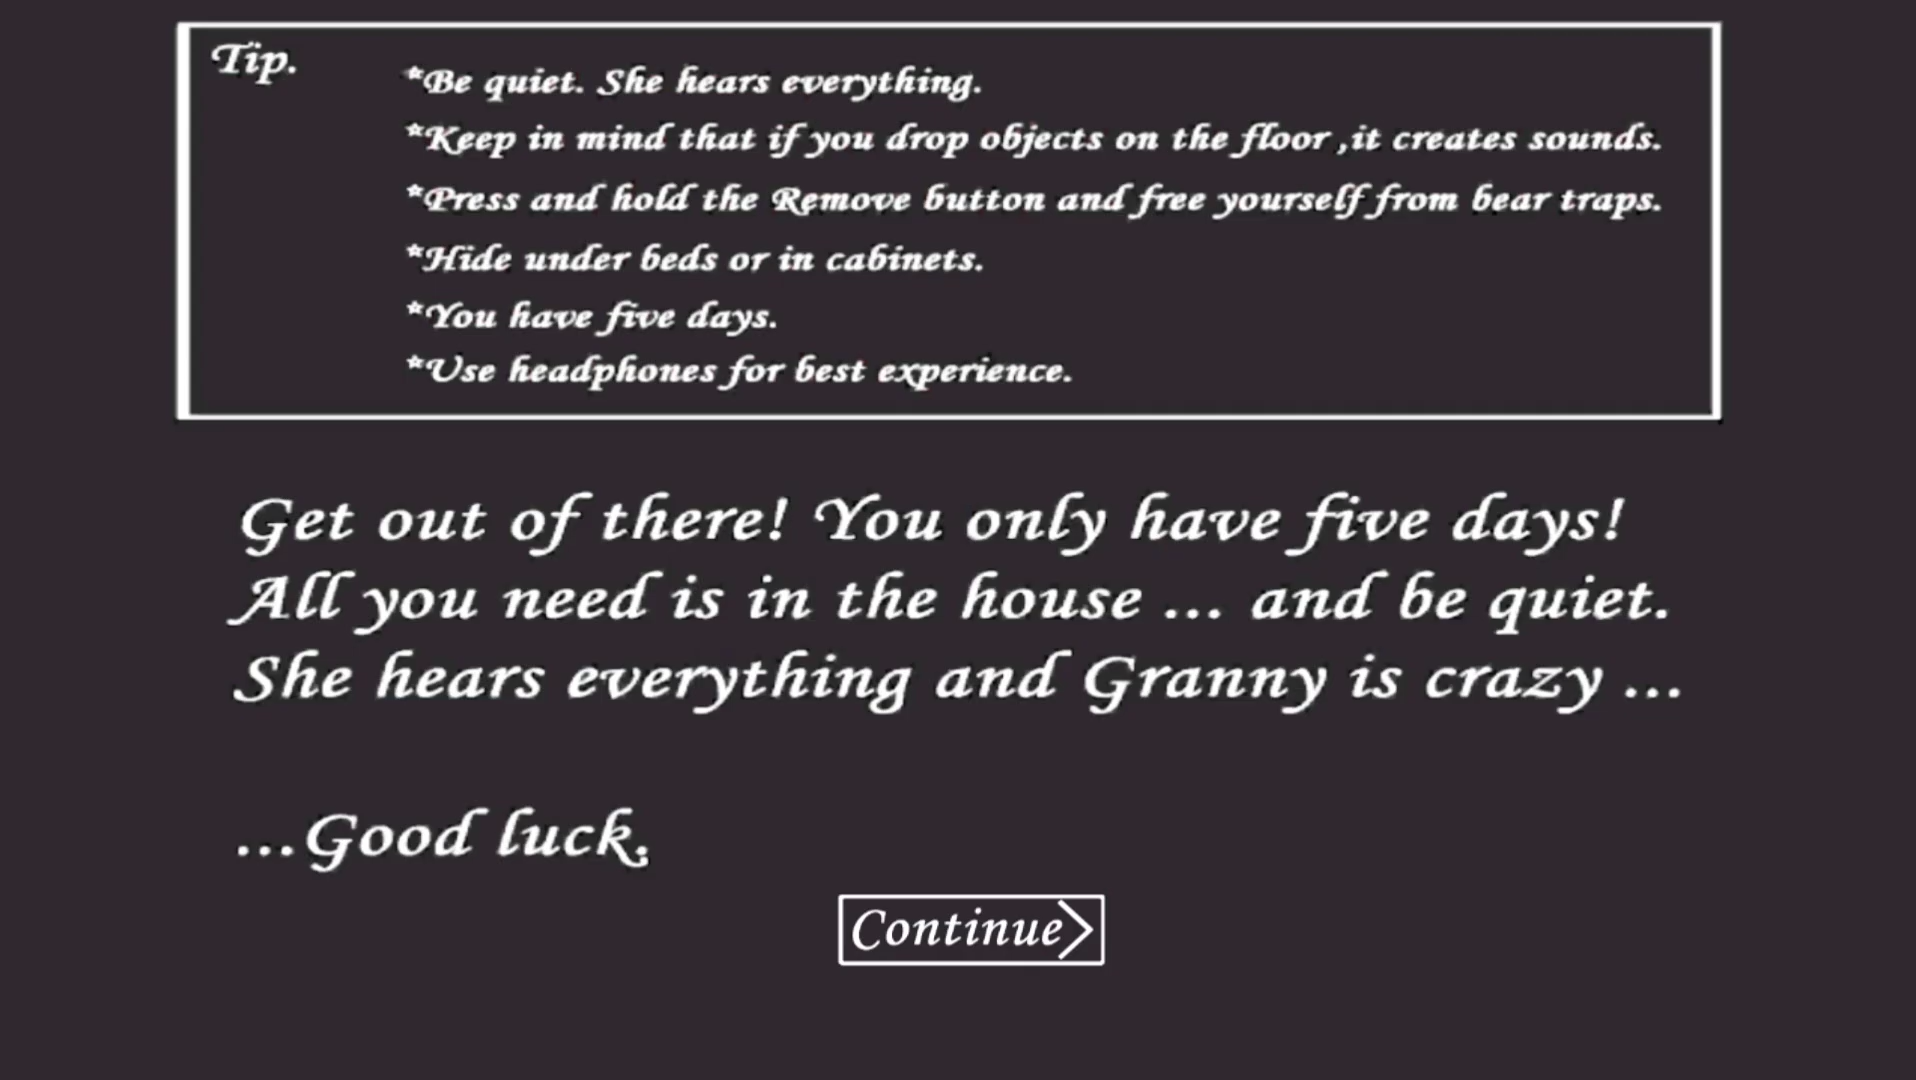 Tip.
*Be quiet. She hears everything.
*Keep in mind that if you drop objects on the floor ,it creates sounds.
*Press and hold the Remove button and free yourself from bear traps.
*Hide under beds or in cabinets.
*You have five days.
*Use headphones for best experience.
Get out of there! You only have five days!
All you need is in the house ... and be quiet.
She hears everything and Granny is crazy ...
...Good luck.
Continue>